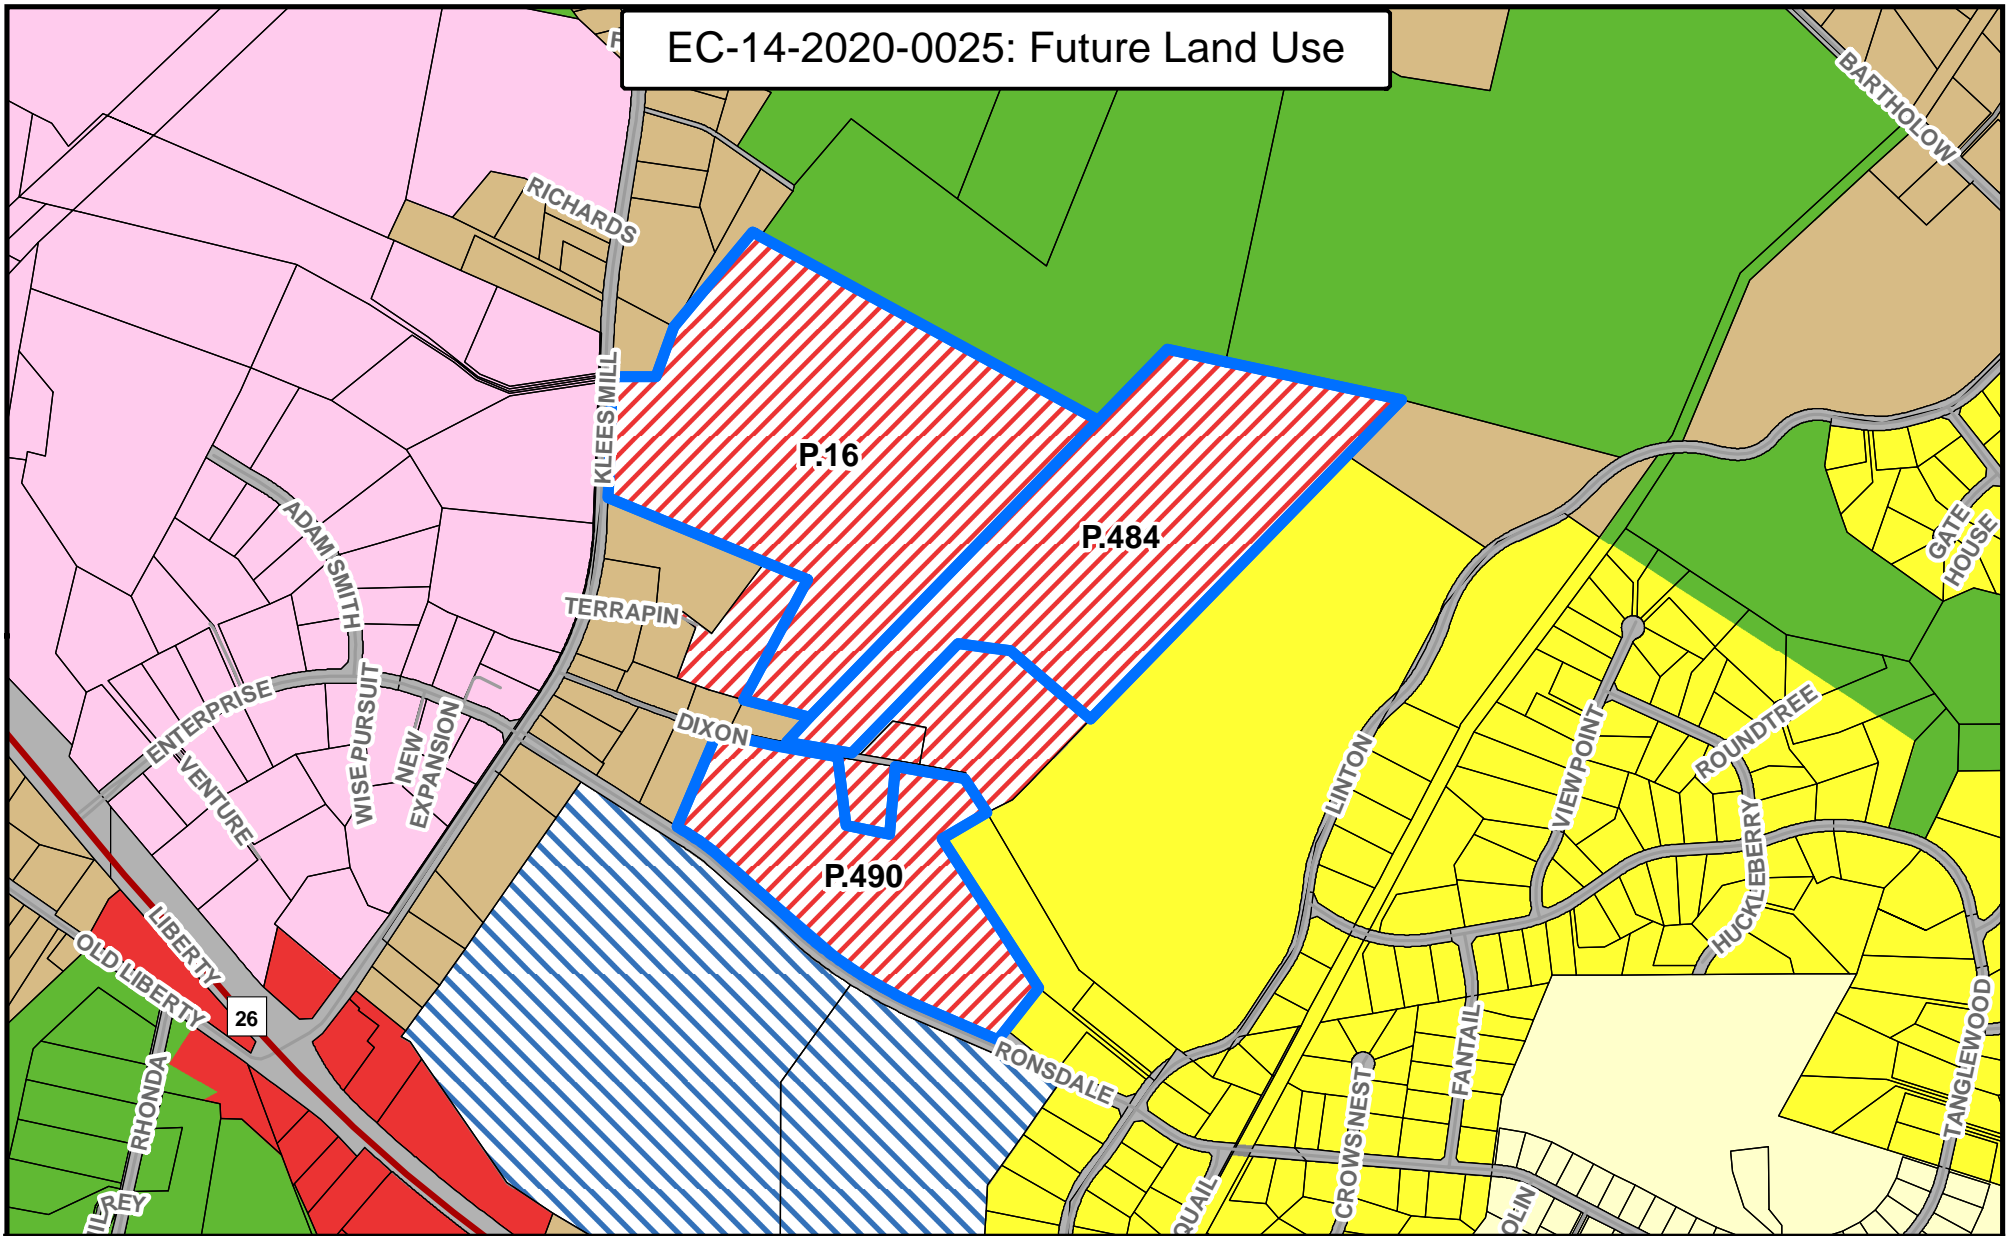 EC-14-2020-0025: Future Land Use
BARTHOLOW
RICHARDS
KLEES MILL
P.16
P.484
ADAM SMITH
GATE
HOUSE
TERRAPIN
ENTERPRISE
WISE PURSUIT
NEW
EXPANSION
VENTURE
DIXON
LINTON
VIEWPOINT
ROUNDTREE
HUCKLEBERRY
P.490
LIBERTY
OLD LIBERTY
26
RHONDA
RONSDALE
FANTAIL
CROWS NEST
TANGLEWOOD
QUAIL